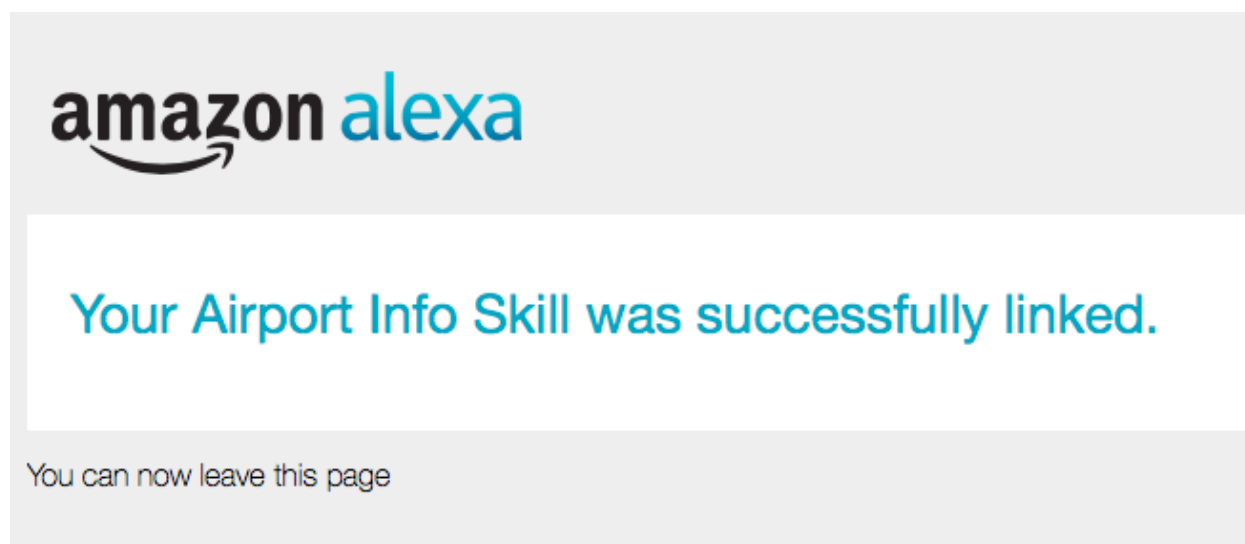 amazon alexa
Your Airport Info Skill was successfully linked.
You can now leave this page